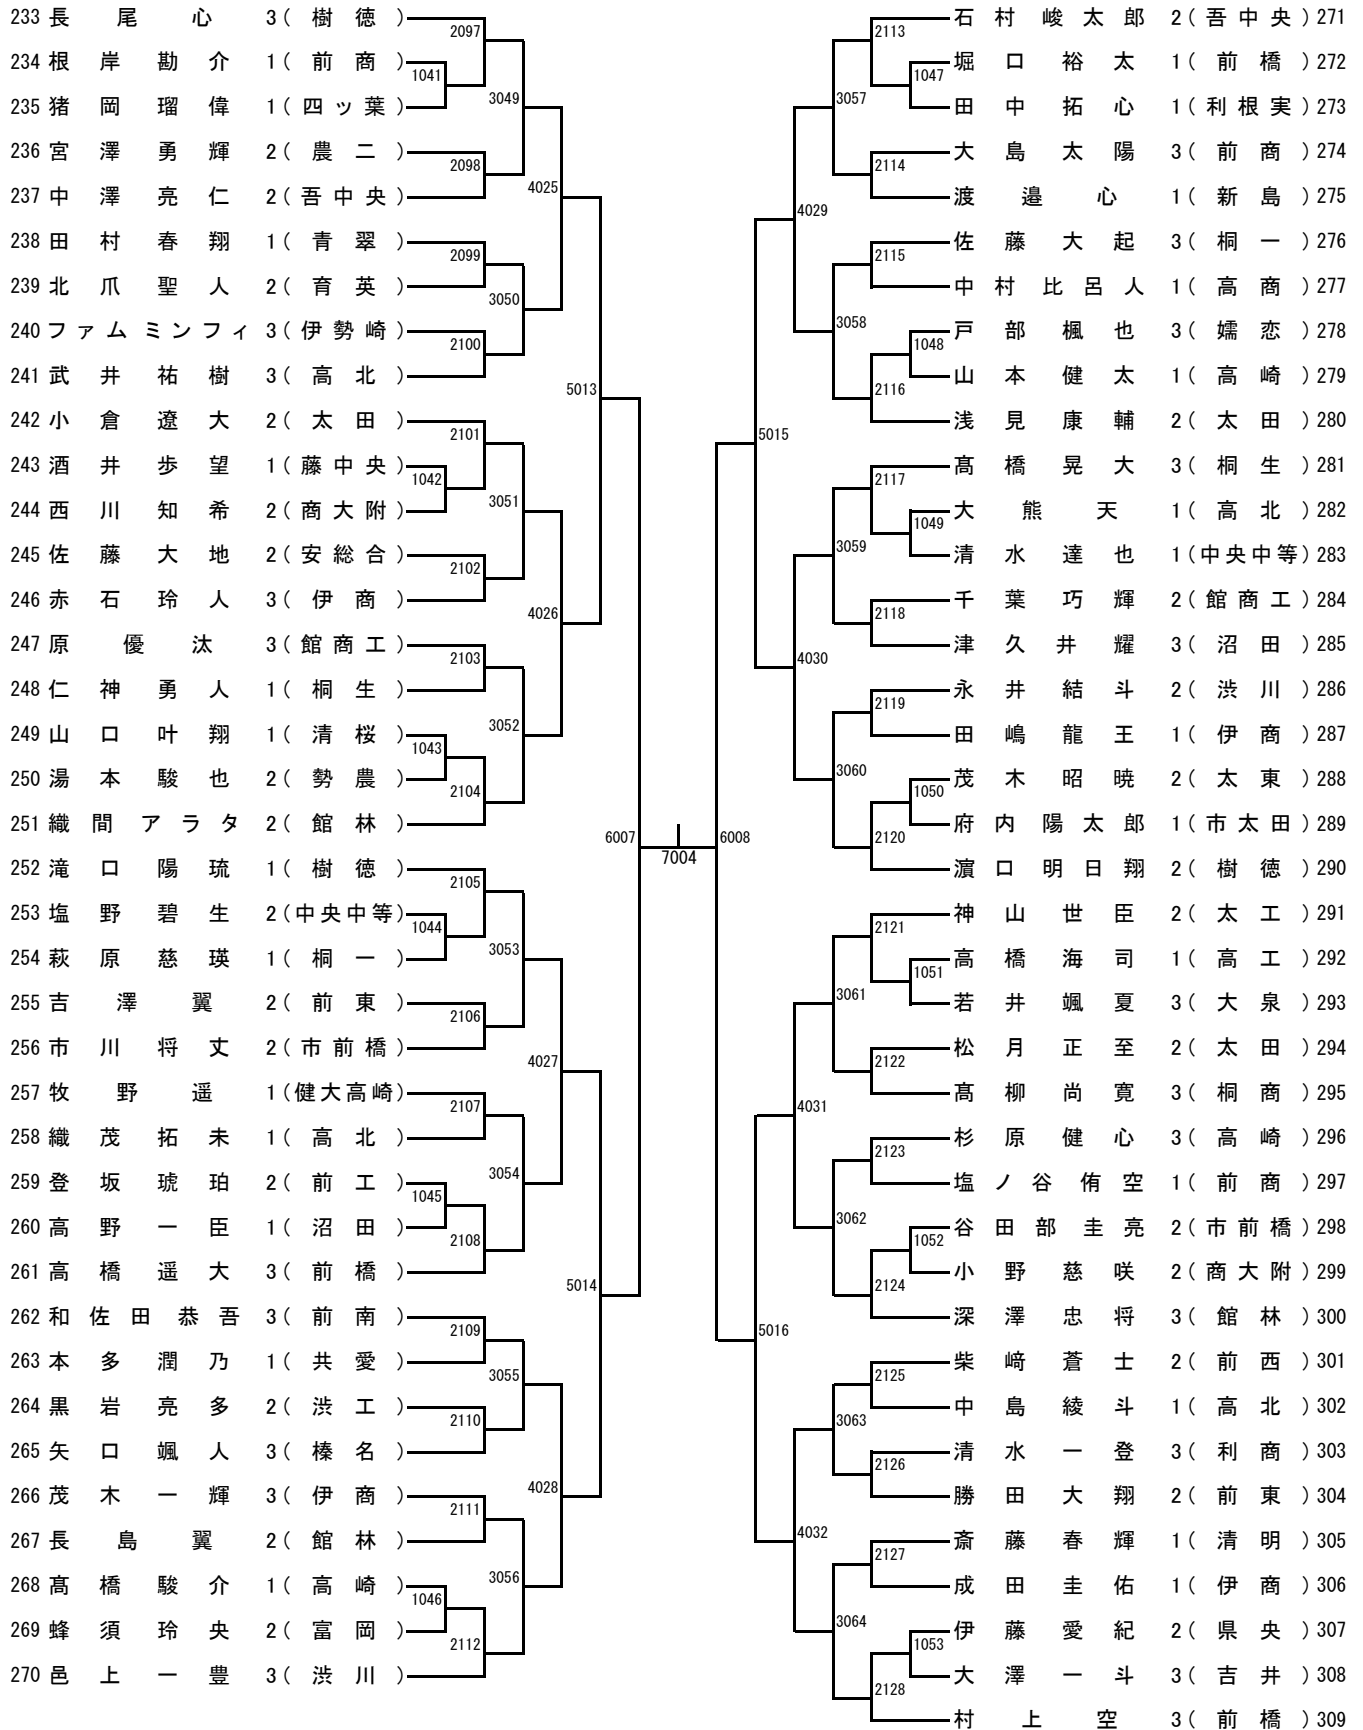 233 長尾心 3(樹徳)
234 根岸勘介 1(前商)
235 猪岡瑠偉 1(四ッ葉)
236 宮澤勇輝 2(農二)
237 中澤亮仁 2(吾中央)
238 田村春翔 1(青翠)
239 北爪聖人 2(育英)
240 ファムミンフィ 3(伊勢崎)
241 武井祐樹 3(高北)
242 小倉遼大 2(太田)
243 酒井歩望 1(藤中央)
244 西川知希 2(商大附)
245 佐藤大地 2(安総合)
246 赤石玲人 3(伊商)
247 原優汰 3(館商工)
248 仁神勇人 1(桐生)
249 山口叶翔 1(清桜)
250 湯本駿也 2(勢農)
251 織間アラタ 2(館林)
252 滝口陽琉 1(樹徳)
253 塩野碧生 2(中央中等)
254 萩原慈瑛 1(桐一)
255 吉澤翼 2(前東)
256 市川将丈 2(市前橋)
257 牧野遥 1(健大高崎)
258 織茂拓未 1(高北)
259 登坂琥珀 2(前工)
260 高野一臣 1(沼田)
261 高橋遥大 3(前橋)
262 和佐田恭吾 3(前南)
263 本多潤乃 1(共愛)
264 黒岩亮多 2(渋工)
265 矢口颯人 3(榛名)
266 茂木一輝 3(伊商)
267 長島翼 2(館林)
268 髙橋駿介 1(高崎)
269 蜂須玲央 2(富岡)
270 邑上一豊 3(渋川)
1041
1042
1043
1044
1045
1046
2097
2098
2099
2100
2101
2102
2103
2104
2105
2106
2107
2108
2109
2110
2111
2112
3049
3050
3051
3052
3053
3054
3055
3056
4025
4026
4027
4028
5013
5014
6007
7004
6008
5015
5016
4029
4030
4031
4032
3057
3058
3059
3060
3061
3062
3063
3064
2113
2114
2115
2116
2117
2118
2119
2120
2121
2122
2123
2124
2125
2126
2127
2128
1047
1048
1049
1050
1051
1052
1053
石村峻太郎 2(吾中央)271
堀口裕太 1(前橋)272
田中拓心 1(利根実)273
大島太陽 3(前商)274
渡邉心 1(新島)275
佐藤大起 3(桐一)276
中村比呂人 1(高商)277
戸部楓也 3(嬬恋)278
山本健太 1(高崎)279
浅見康輔 2(太田)280
髙橋晃大 3(桐生)281
大熊天 1(高北)282
清水達也 1(中央中等)283
千葉巧輝 2(館商工)284
津久井耀 3(沼田)285
永井結斗 2(渋川)286
田嶋龍王 1(伊商)287
茂木昭暁 2(太東)288
府内陽太郎 1(市太田)289
濵口明日翔 2(樹徳)290
神山世臣 2(太工)291
高橋海司 1(高工)292
若井颯夏 3(大泉)293
松月正至 2(太田)294
髙柳尚寛 3(桐商)295
杉原健心 3(高崎)296
塩ノ谷侑空 1(前商)297
谷田部圭亮 2(市前橋)298
小野慈咲 2(商大附)299
深澤忠将 3(館林)300
柴﨑蒼士 2(前西)301
中島綾斗 1(高北)302
清水一登 3(利商)303
勝田大翔 2(前東)304
斎藤春輝 1(清明)305
成田圭佑 1(伊商)306
伊藤愛紀 2(県央)307
大澤一斗 3(吉井)308
村上空 3(前橋)309